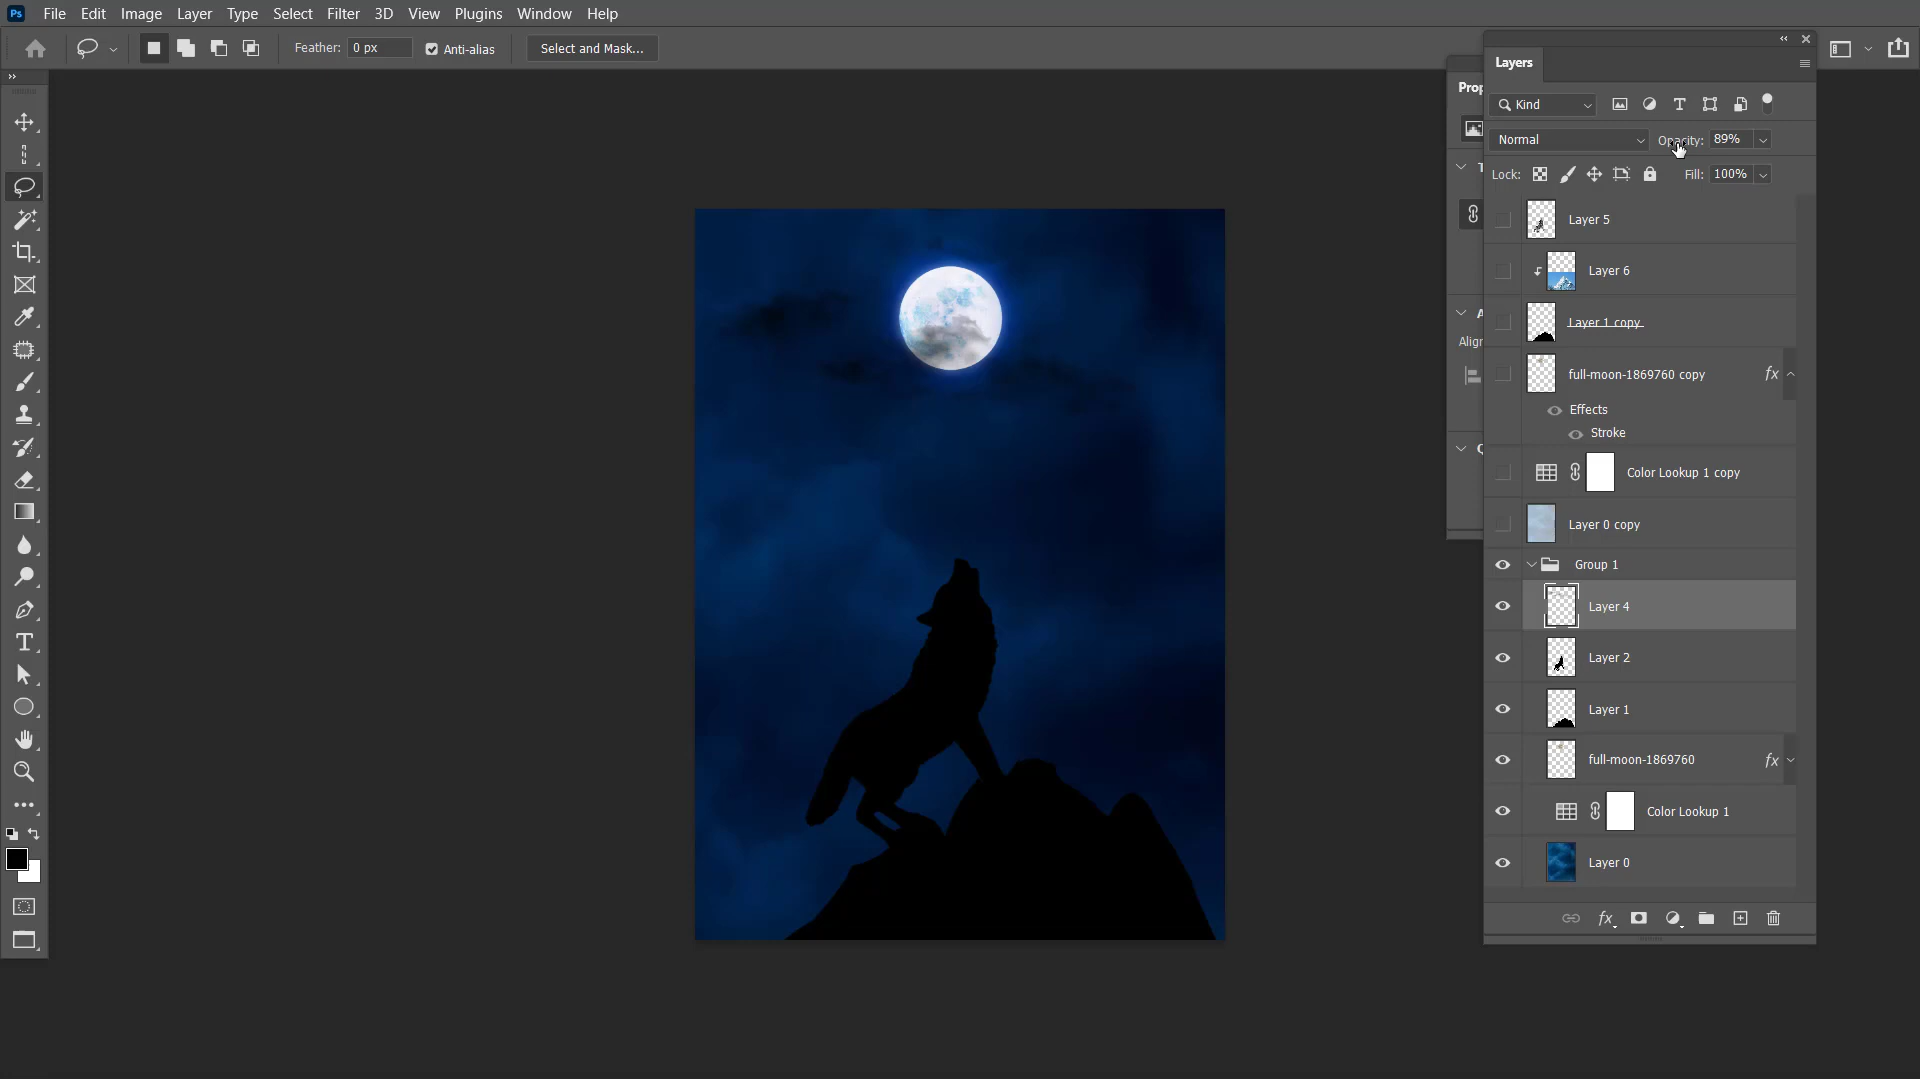 Ps File Edit Image Layer Type Select Filter 3D View Plugins Window Help
Feather: 0 px Anti-alias Select and Mask...
Layers
Prop
Kind
Normal Opacity: 89%
Lock: Fill: 100%
Layer 5
Layer 6
Layer 1 copy
Align
full-moon-1869760 copy fx
Effects
Stroke
Color Lookup 1 copy
Layer 0 copy
Group 1
Layer 4
Layer 2
Layer 1
full-moon-1869760 fx
Color Lookup 1
Layer 0
fx